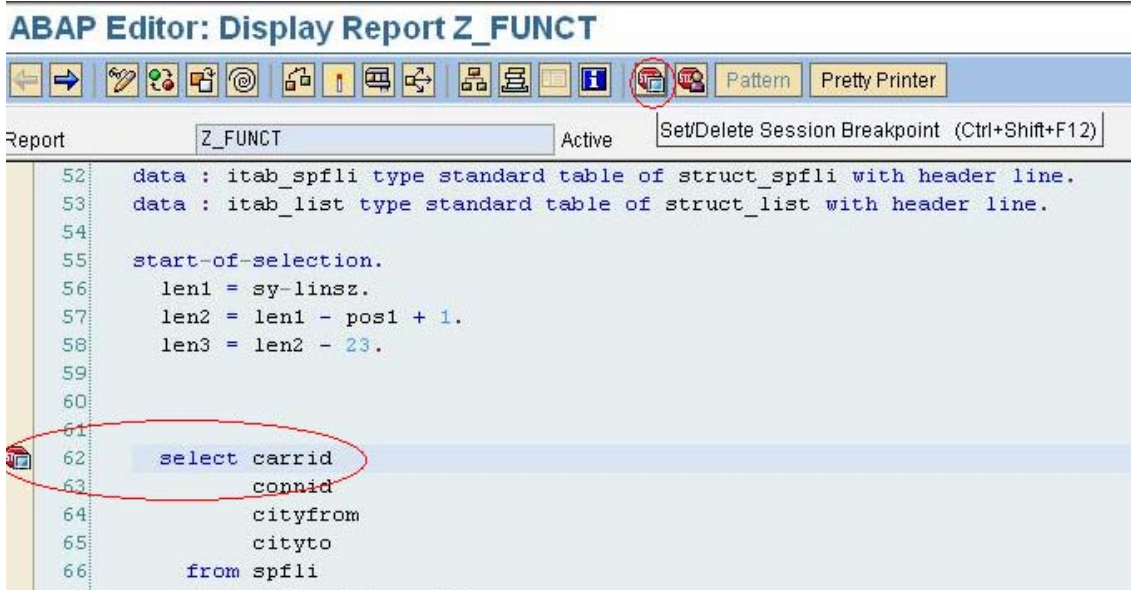 ABAP Editor: Display Report Z_FUNCT
Pattern Pretty Printer
Report Z_FUNCT Active Set/Delete Session Breakpoint (Ctrl+Shift+F12)
52 data : itab_spfli type standard table of struct_spfli with header line.
53 data : itab_list type standard table of struct_list with header line.
54
55 start-of-selection.
56 len1 = sy-linsz.
57 len2 = len1 - pos1 + 1.
58 len3 = len2 - 23.
59
60
61
62 select carrid
63 connid
64 cityfrom
65 cityto
66 from spfli